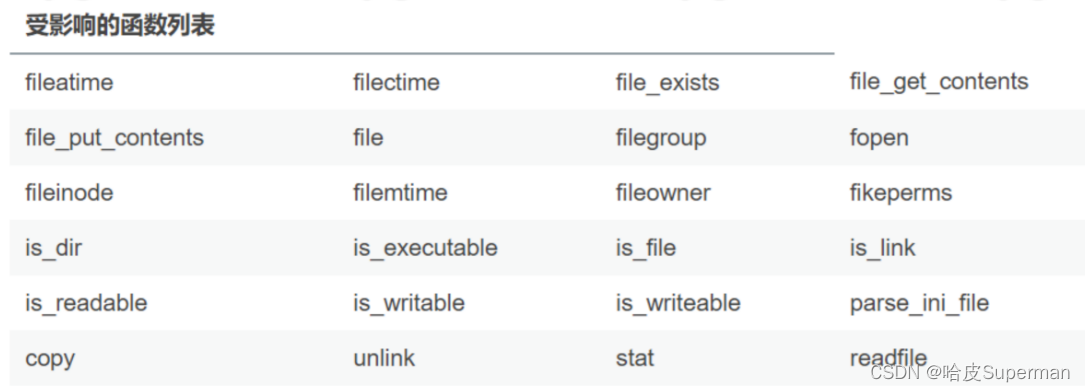 受影响的函数列表
fileatime filectime file_exists file_get_contents
file_put_contents file filegroup fopen
fileinode filemtime fileowner fikeperms
is_dir is_executable is_file is_link
is_readable is_writable is_writeable parse_ini_file
copy unlink stat readfile
CSDN @哈皮Superman